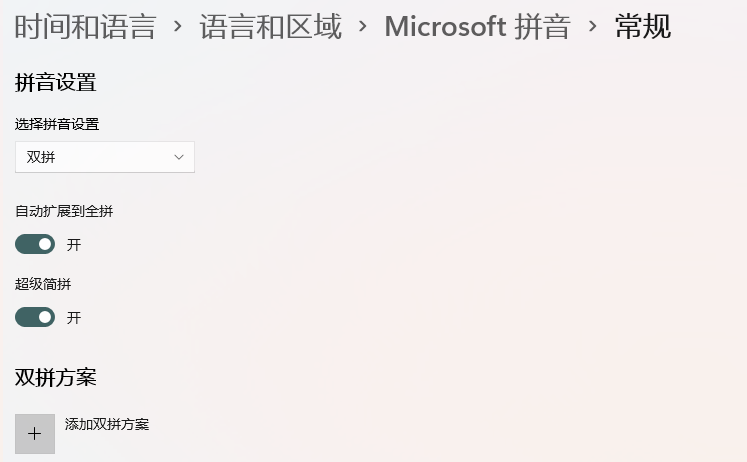 时间和语言 › 语言和区域 › Microsoft 拼音 › 常规
拼音设置
选择拼音设置
双拼
自动扩展到全拼
开
超级简拼
开
双拼方案
添加双拼方案